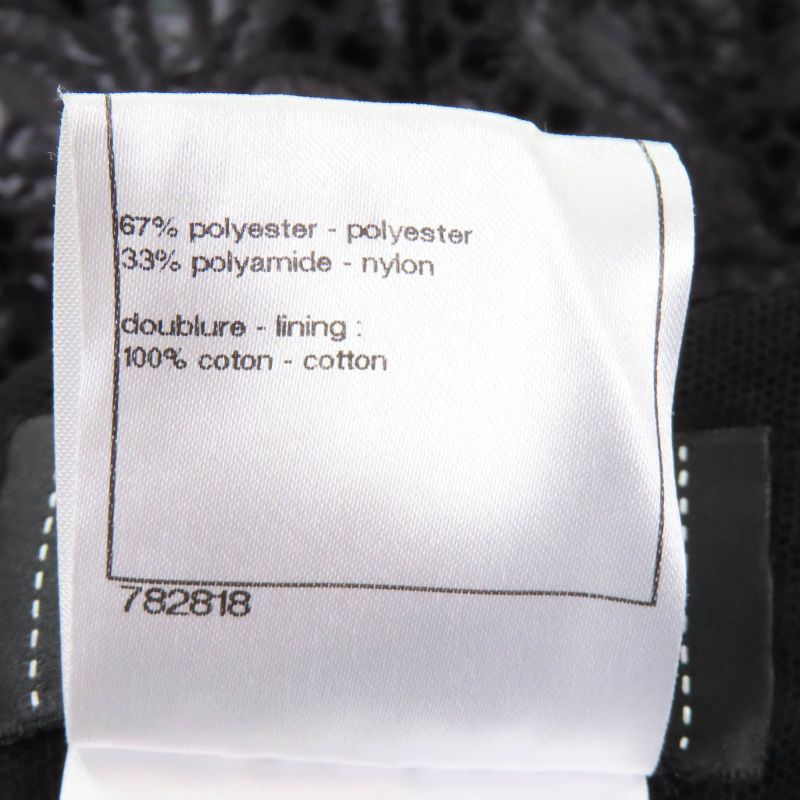 67% polyester - polyester
33% polyamide - nylon
doublure - lining :
100% coton - cotton
782818